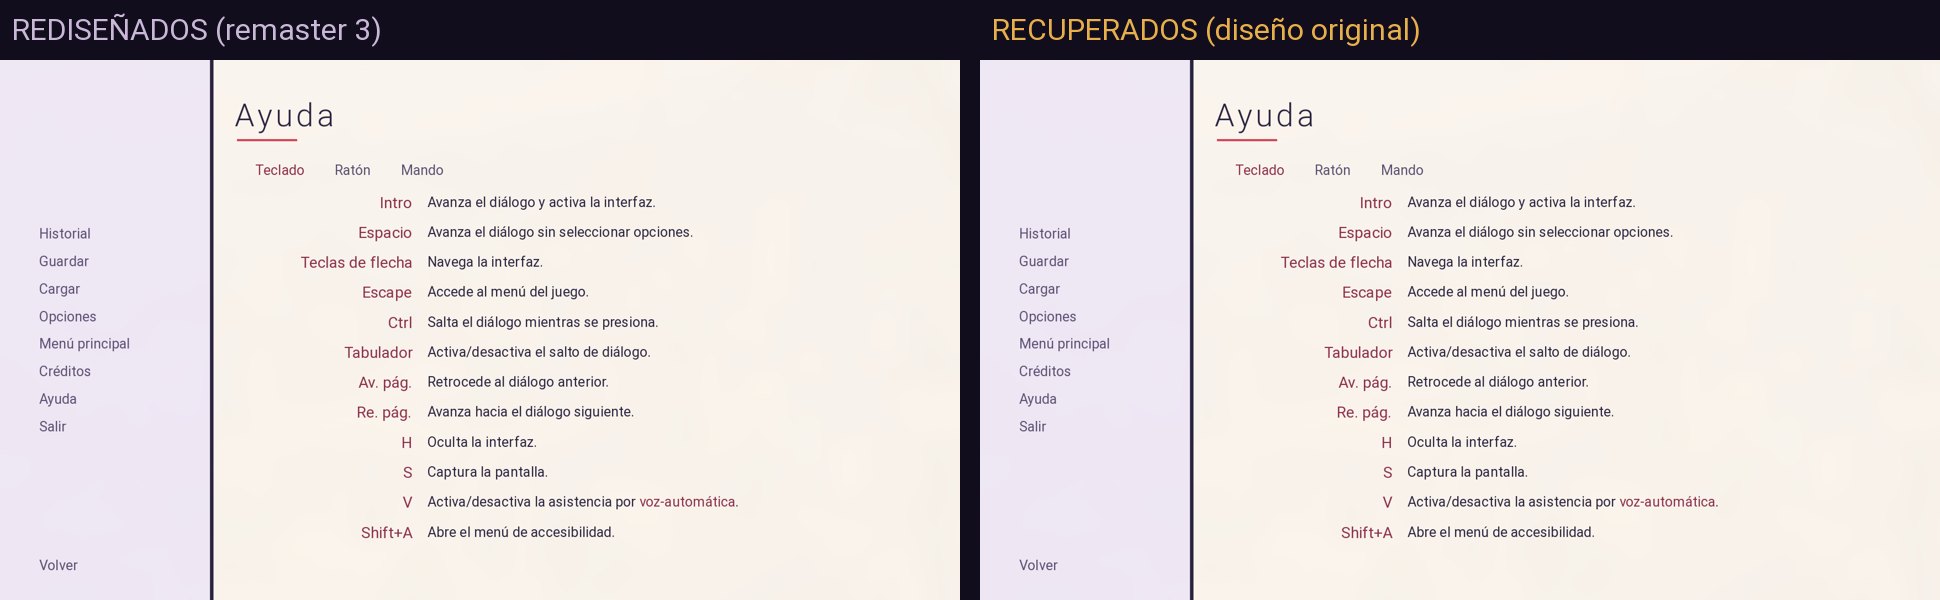 REDISEÑADOS (remaster 3)
Ayuda
Teclado Ratón Mando
Intro Avanza el diálogo y activa la interfaz.
Espacio Avanza el diálogo sin seleccionar opciones.
Teclas de flecha Navega la interfaz.
Escape Accede al menú del juego.
Ctrl Salta el diálogo mientras se presiona.
Tabulador Activa/desactiva el salto de diálogo.
Av. pág. Retrocede al diálogo anterior.
Re. pág. Avanza hacia el diálogo siguiente.
H Oculta la interfaz.
S Captura la pantalla.
V Activa/desactiva la asistencia por voz-automática.
Shift+A Abre el menú de accesibilidad.
Historial
Guardar
Cargar
Opciones
Menú principal
Créditos
Ayuda
Salir
Volver
RECUPERADOS (diseño original)
Ayuda
Teclado Ratón Mando
Intro Avanza el diálogo y activa la interfaz.
Espacio Avanza el diálogo sin seleccionar opciones.
Teclas de flecha Navega la interfaz.
Escape Accede al menú del juego.
Ctrl Salta el diálogo mientras se presiona.
Tabulador Activa/desactiva el salto de diálogo.
Av. pág. Retrocede al diálogo anterior.
Re. pág. Avanza hacia el diálogo siguiente.
H Oculta la interfaz.
S Captura la pantalla.
V Activa/desactiva la asistencia por voz-automática.
Shift+A Abre el menú de accesibilidad.
Historial
Guardar
Cargar
Opciones
Menú principal
Créditos
Ayuda
Salir
Volver